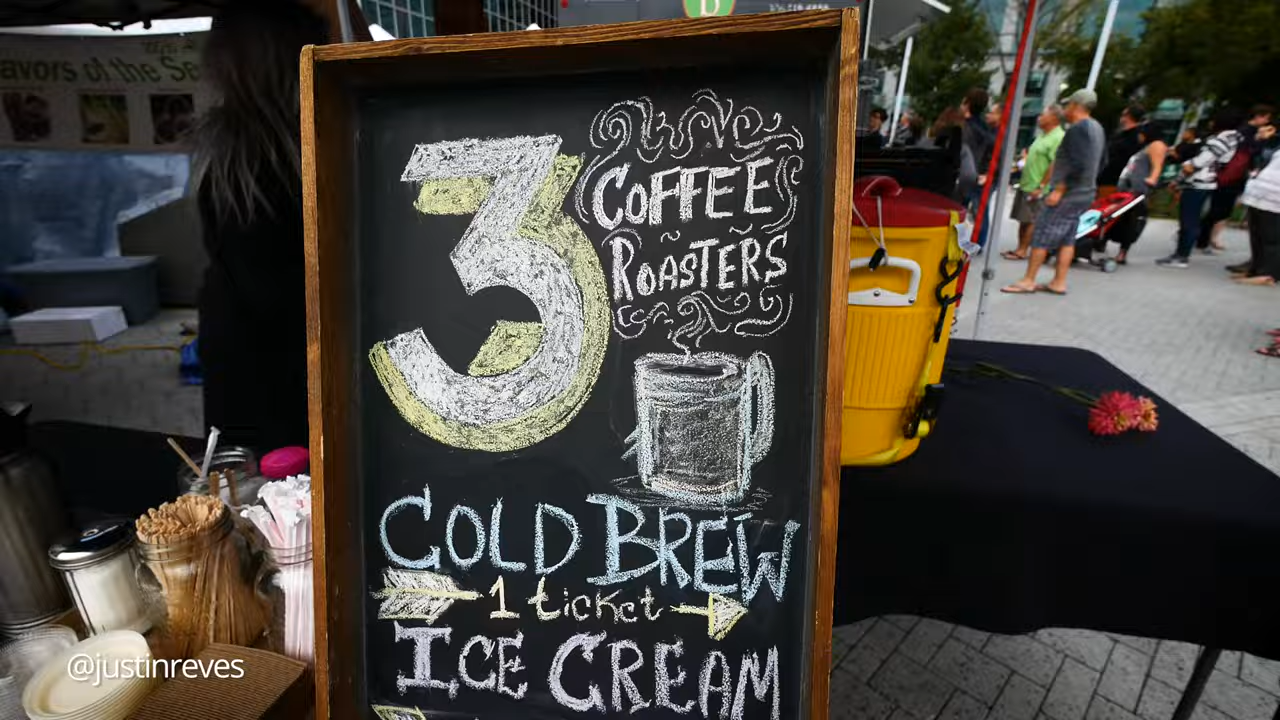 avors of the Se
B
3
COFFEE
ROASTERS
COLD BREW
1 ticket
ICE CREAM
@justinreves